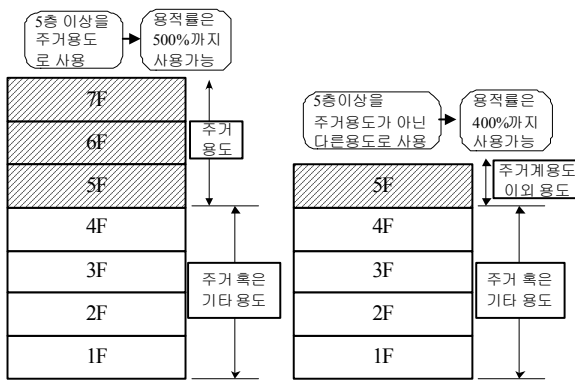 5층 이상을
주거용도
로 사용
용적률은
500%까지
사용가능
7F
6F
5F
4F
3F
2F
1F
주거
용도
주거 혹은
기타 용도
5층이상을
주거용도가 아닌
다른용도로 사용
용적률은
400%까지
사용가능
5F
4F
3F
2F
1F
주거계용도
이외 용도
주거 혹은
기타 용도